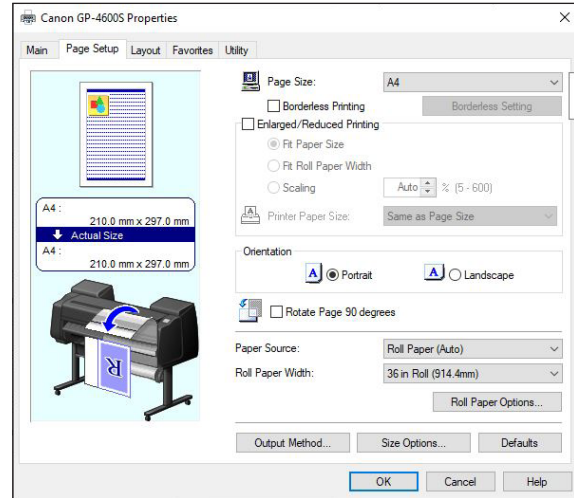 Canon GP-4600S Properties
Main Page Setup Layout Favorites Utility
Page Size: A4
Borderless Printing Borderless Setting
Enlarged/Reduced Printing
Fit Paper Size
Fit Roll Paper Width
Scaling Auto % (5 - 600)
Printer Paper Size: Same as Page Size
A4 :
210.0 mm x 297.0 mm
Actual Size
A4 :
210.0 mm x 297.0 mm
Orientation
A Portrait A Landscape
Rotate Page 90 degrees
R
Paper Source: Roll Paper (Auto)
Roll Paper Width: 36 in Roll (914.4mm)
Roll Paper Options...
Output Method... Size Options... Defaults
OK Cancel Help